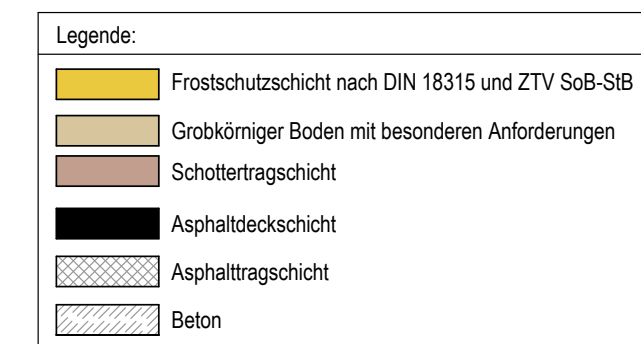 Legende:
Frostschutzschicht nach DIN 18315 und ZTV SoB-StB
Grobkörniger Boden mit besonderen Anforderungen
Schottertragschicht
Asphaltdeckschicht
Asphalttragschicht
Beton